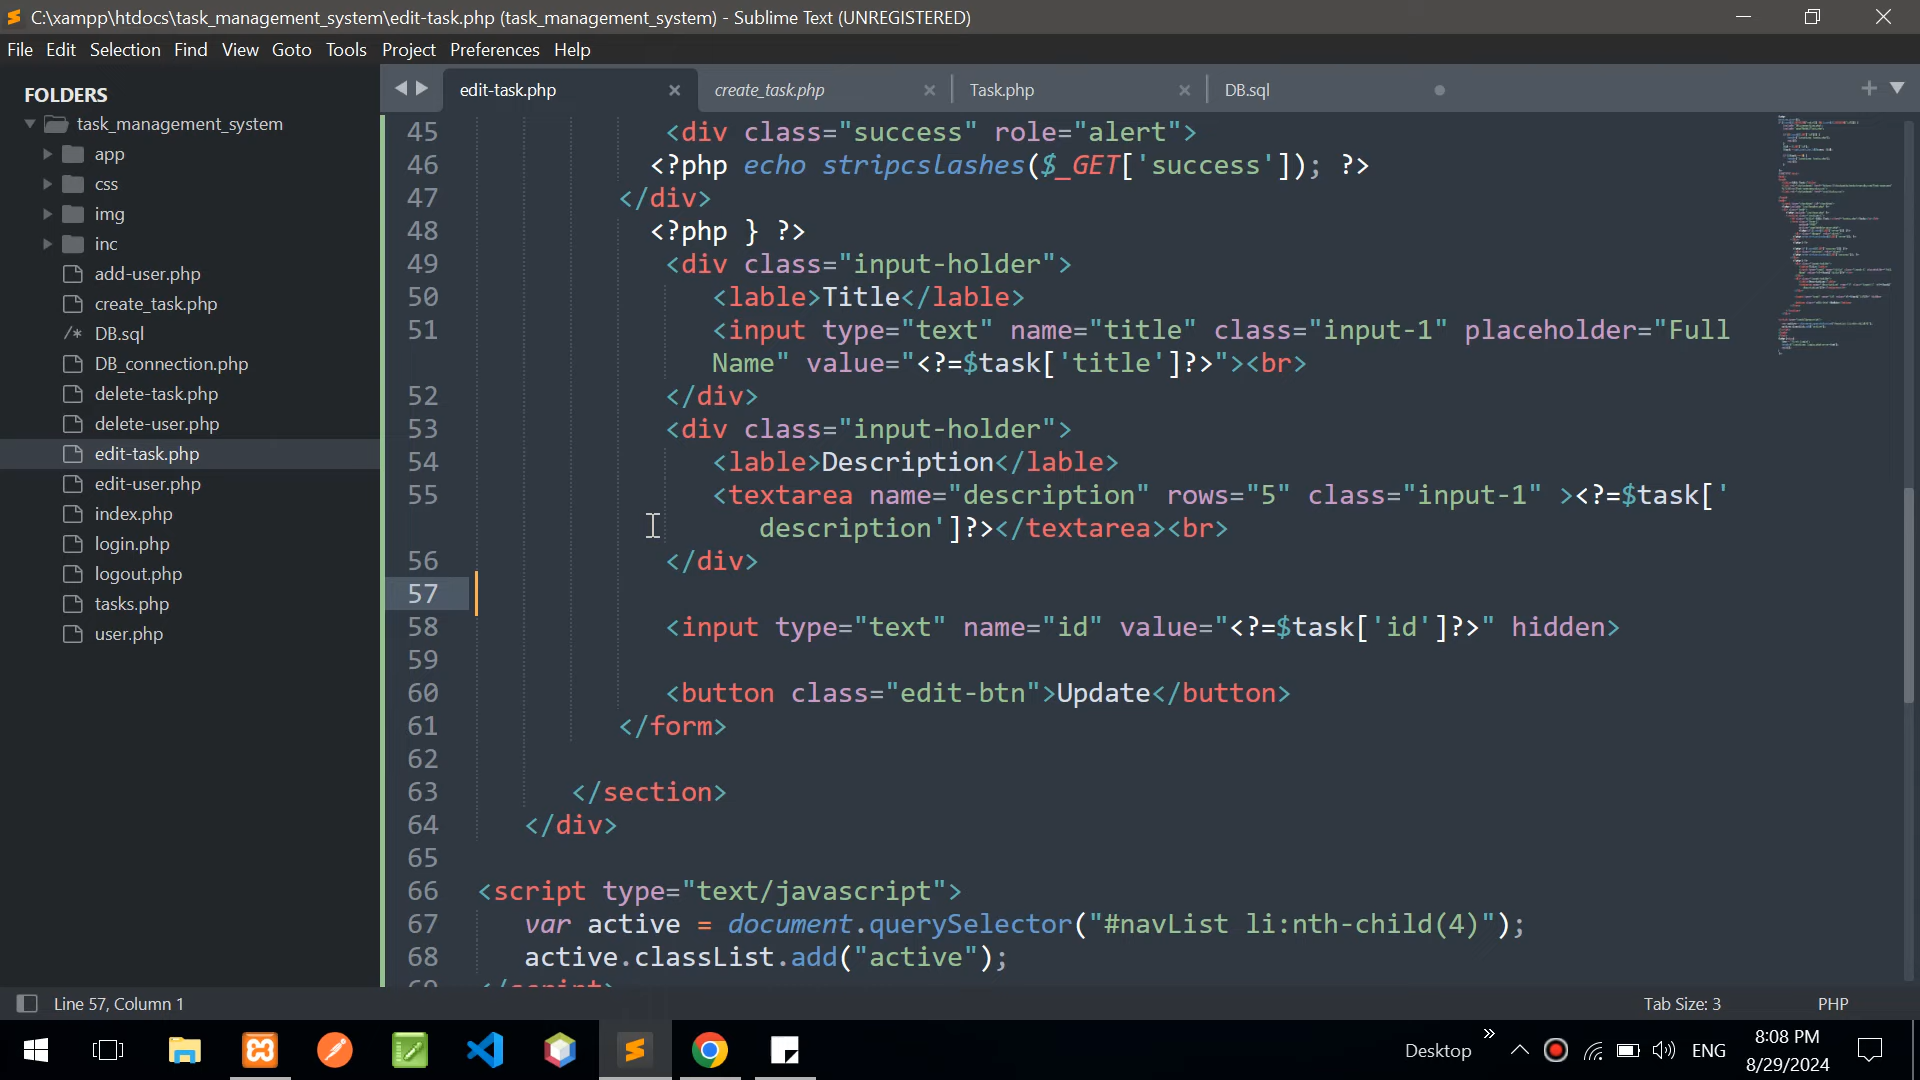 C:\xampp\htdocs\task_management_system\edit-task.php (task_management_system) - Sublime Text (UNREGISTERED)
File Edit Selection Find View Goto Tools Project Preferences Help
FOLDERS
task_management_system
app
css
img
inc
add-user.php
create_task.php
/* DB.sql
DB_connection.php
delete-task.php
delete-user.php
edit-task.php
edit-user.php
index.php
login.php
logout.php
tasks.php
user.php
edit-task.php create_task.php Task.php DB.sql
45 <div class="success" role="alert">
46 <?php echo stripcslashes($_GET['success']); ?>
47 </div>
48 <?php } ?>
49 <div class="input-holder">
50 <lable>Title</lable>
51 <input type="text" name="title" class="input-1" placeholder="Full
Name" value="<?=$task['title']?>"><br>
52 </div>
53 <div class="input-holder">
54 <lable>Description</lable>
55 <textarea name="description" rows="5" class="input-1" ><?=$task['
description']?></textarea><br>
56 </div>
57
58 <input type="text" name="id" value="<?=$task['id']?>" hidden>
59
60 <button class="edit-btn">Update</button>
61 </form>
62
63 </section>
64 </div>
65
66 <script type="text/javascript">
67 var active = document.querySelector("#navList li:nth-child(4)");
68 active.classList.add("active");
Line 57, Column 1
Tab Size: 3
PHP
Desktop
ENG
8:08 PM
8/29/2024